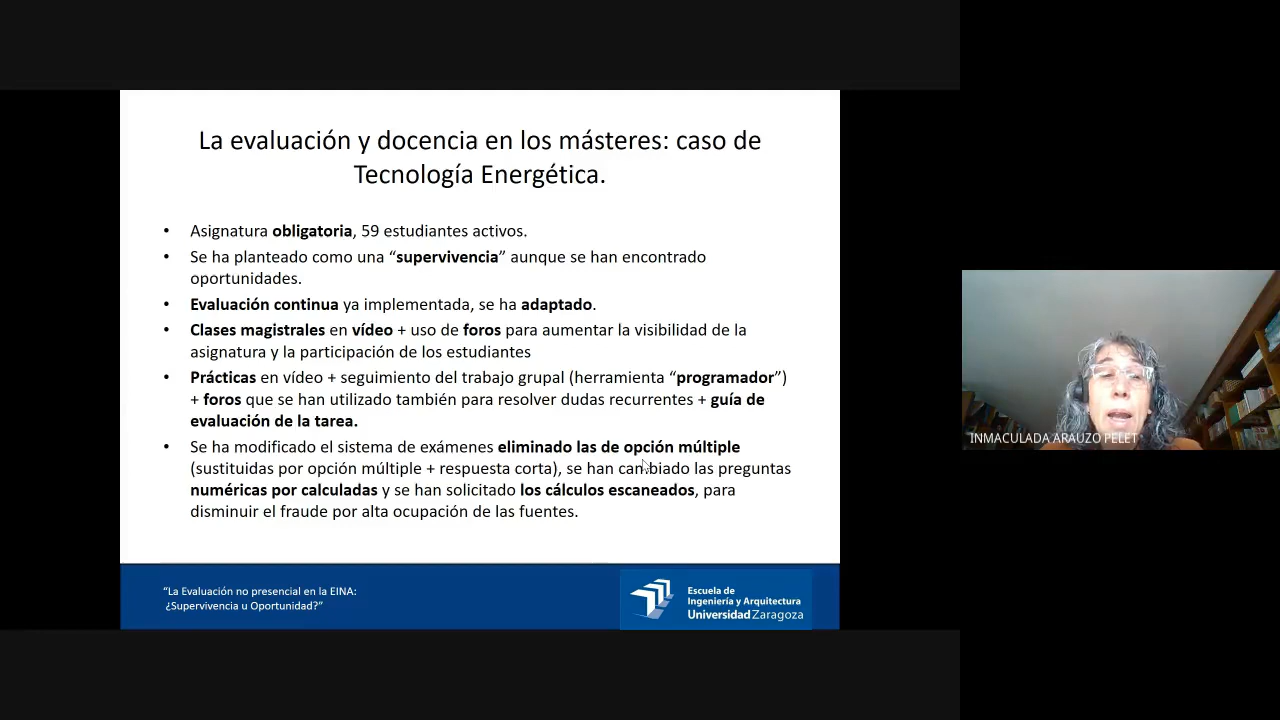 La evaluación y docencia en los másteres: caso de
Tecnología Energética.
• Asignatura obligatoria, 59 estudiantes activos.
• Se ha planteado como una “supervivencia” aunque se han encontrado
oportunidades.
• Evaluación continua ya implementada, se ha adaptado.
• Clases magistrales en vídeo + uso de foros para aumentar la visibilidad de la
asignatura y la participación de los estudiantes
• Prácticas en vídeo + seguimiento del trabajo grupal (herramienta “programador”)
+ foros que se han utilizado también para resolver dudas recurrentes + guía de
evaluación de la tarea.
• Se ha modificado el sistema de exámenes eliminado las de opción múltiple
(sustituidas por opción múltiple + respuesta corta), se han cambiado las preguntas
numéricas por calculadas y se han solicitado los cálculos escaneados, para
disminuir el fraude por alta ocupación de las fuentes.
“La Evaluación no presencial en la EINA:
¿Supervivencia u Oportunidad?”
Escuela de
Ingeniería y Arquitectura
Universidad Zaragoza
INMACULADA ARAUZO PELET